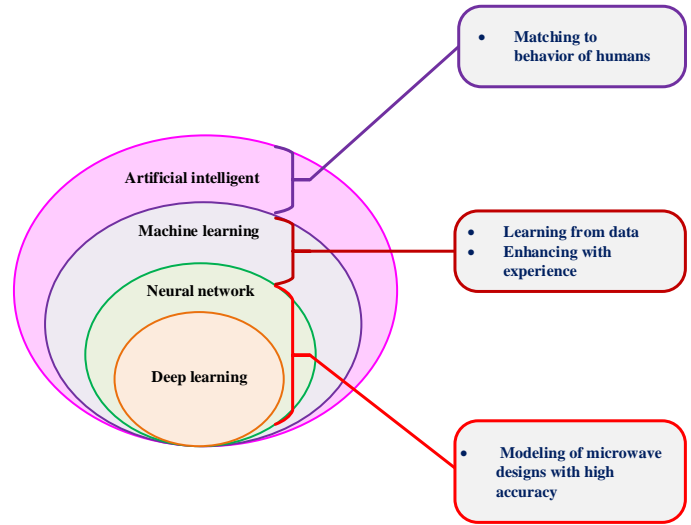 • Matching to
behavior of humans
Artificial intelligent
Machine learning
• Learning from data
• Enhancing with
experience
Neural network
Deep learning
• Modeling of microwave
designs with high
accuracy